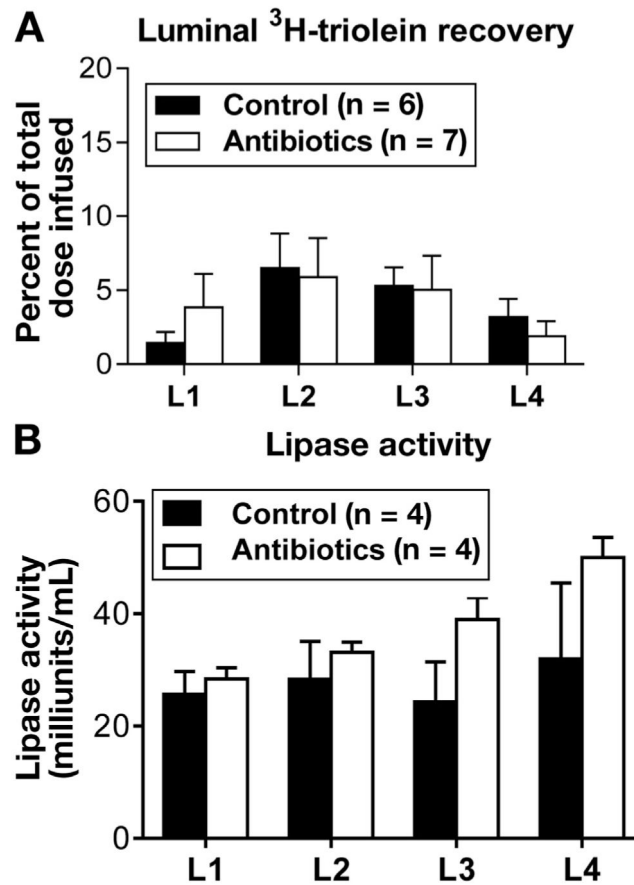 A Luminal ³H-triolein recovery
Percent of total
dose infused
20
15
10
5
0
Control (n = 6)
Antibiotics (n = 7)
L1 L2 L3 L4
B Lipase activity
Lipase activity
(milliunits/mL)
60
40
20
0
Control (n = 4)
Antibiotics (n = 4)
L1 L2 L3 L4